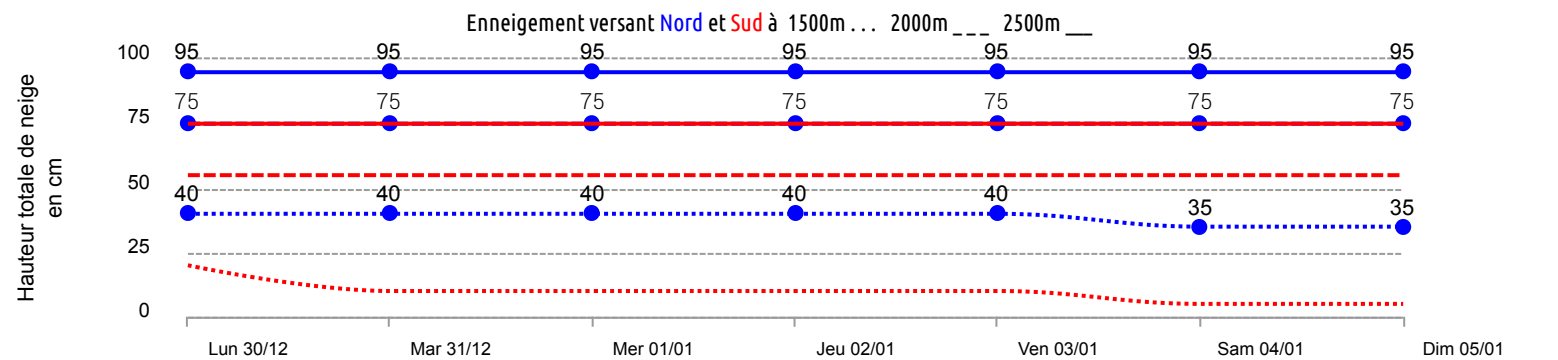 Enneigement versant Nord et Sud à 1500m . . . 2000m _ _ _ 2500m __
Hauteur totale de neige
en cm
100
95 95 95 95 95 95 95
75 75 75 75 75 75 75
75
50
40 40 40 40 40 35 35
25
0
Lun 30/12 Mar 31/12 Mer 01/01 Jeu 02/01 Ven 03/01 Sam 04/01 Dim 05/01